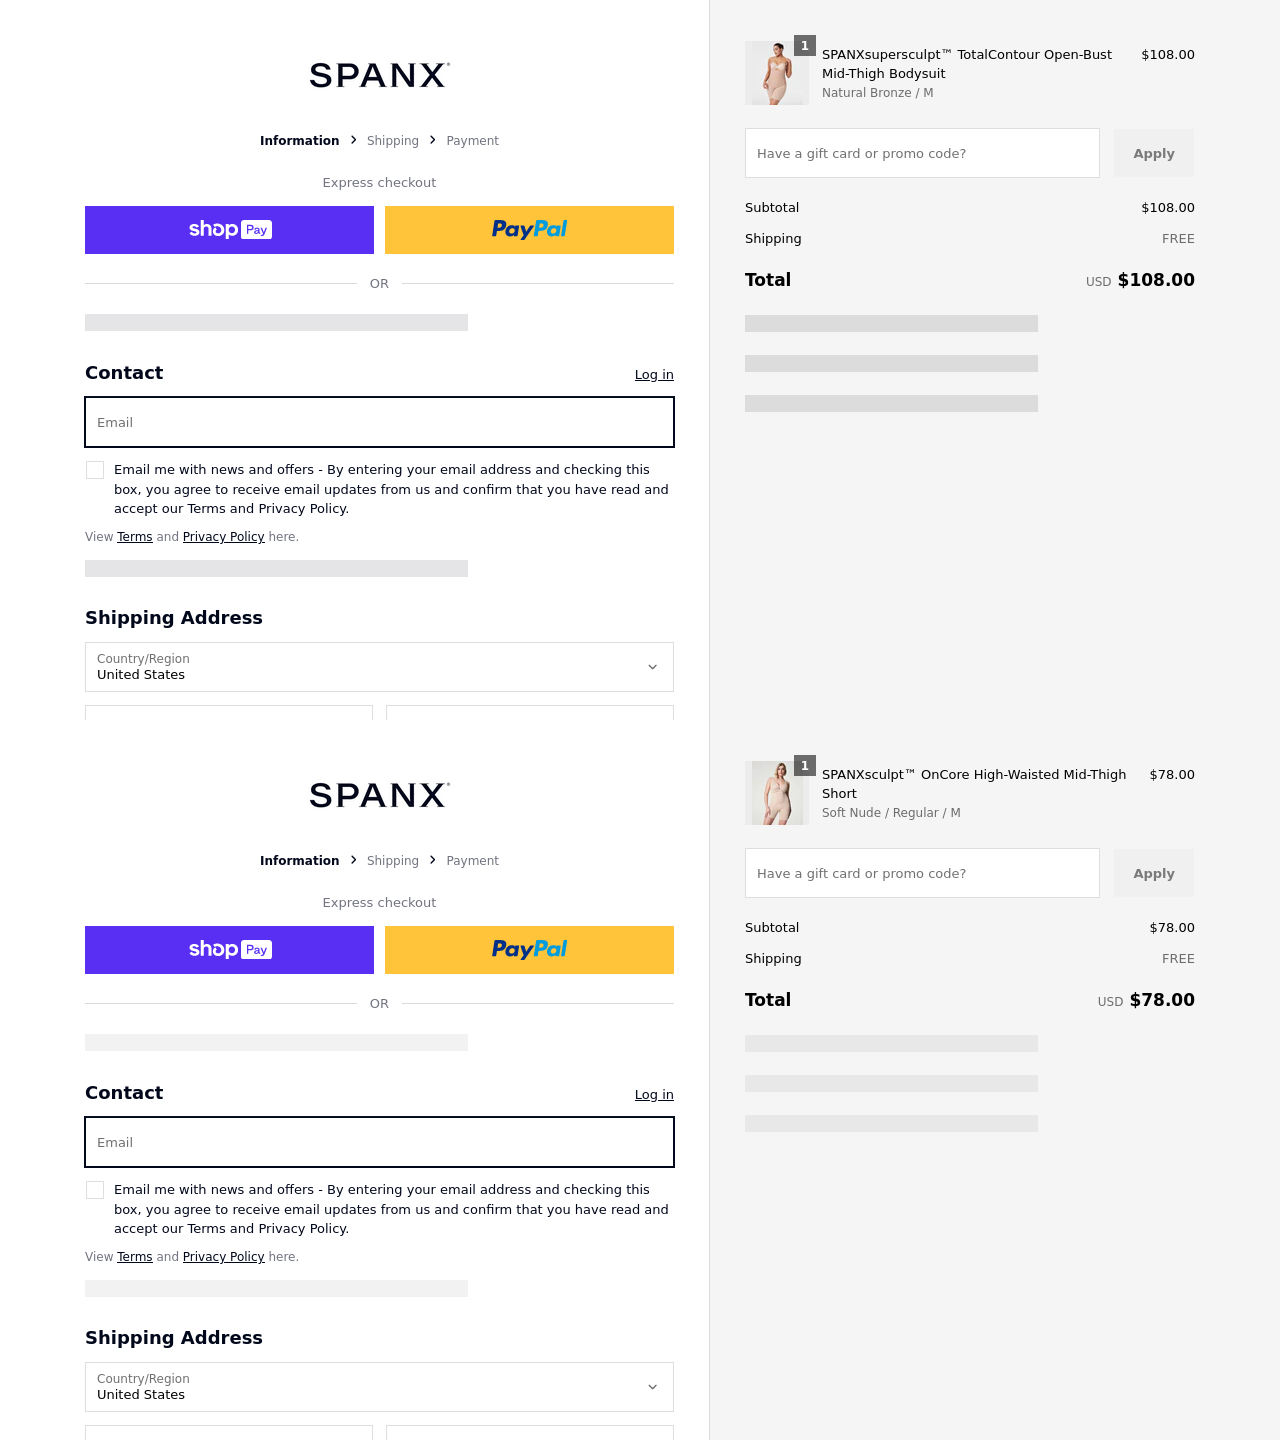 SPANX®
Information > Shipping > Payment
Express checkout
shop Pay
PayPal
OR
Contact
Log in
Email
Email me with news and offers - By entering your email address and checking this
box, you agree to receive email updates from us and confirm that you have read and
accept our Terms and Privacy Policy.
View Terms and Privacy Policy here.
Shipping Address
Country/Region
United States
1
SPANXsupersculpt™ TotalContour Open-Bust
Mid-Thigh Bodysuit
Natural Bronze / M
$108.00
Have a gift card or promo code?
Apply
Subtotal
$108.00
Shipping
FREE
Total
USD $108.00
SPANX®
Information > Shipping > Payment
Express checkout
shop Pay
PayPal
OR
Contact
Log in
Email
Email me with news and offers - By entering your email address and checking this
box, you agree to receive email updates from us and confirm that you have read and
accept our Terms and Privacy Policy.
View Terms and Privacy Policy here.
Shipping Address
Country/Region
United States
1
SPANXsculpt™ OnCore High-Waisted Mid-Thigh
Short
Soft Nude / Regular / M
$78.00
Have a gift card or promo code?
Apply
Subtotal
$78.00
Shipping
FREE
Total
USD $78.00